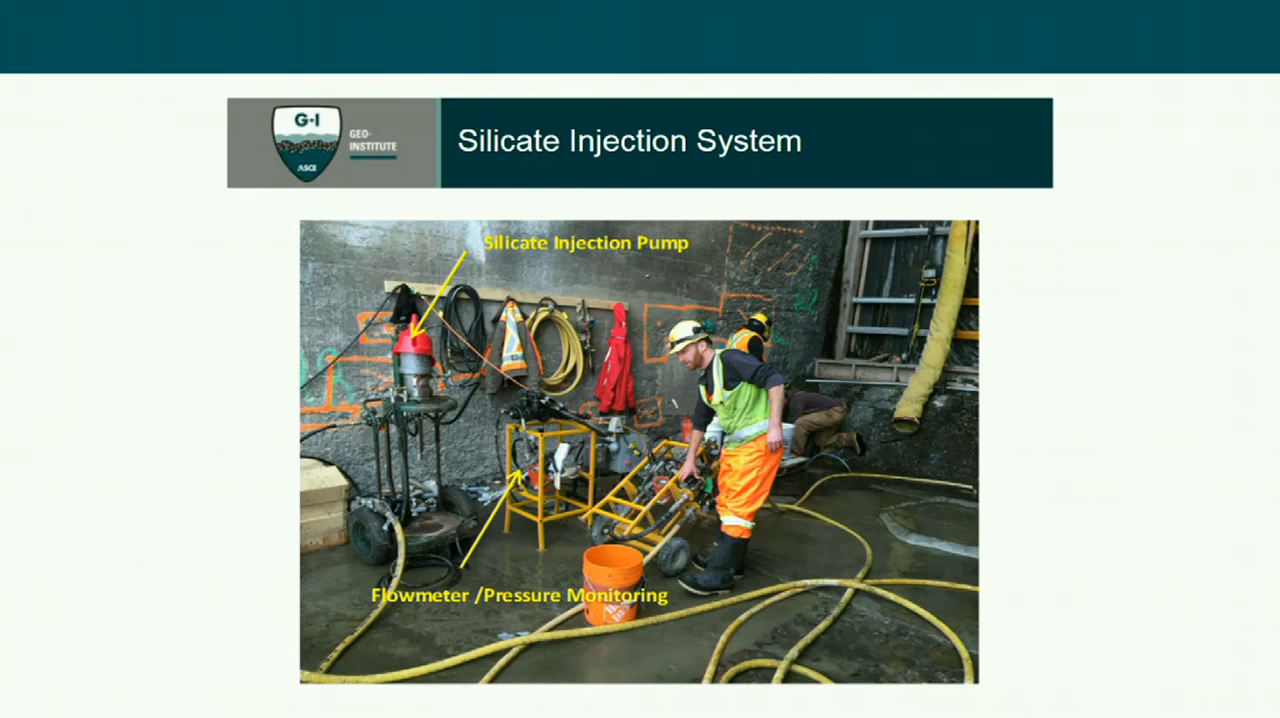 G-I
GEO-
INSTITUTE
ASCE
Silicate Injection System
Silicate Injection Pump
Flowmeter /Pressure Monitoring